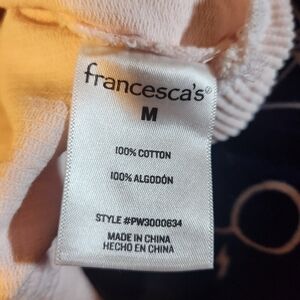 francesca's®
M
100% COTTON
100% ALGODÓN
STYLE #PW3000634
MADE IN CHINA
HECHO EN CHINA